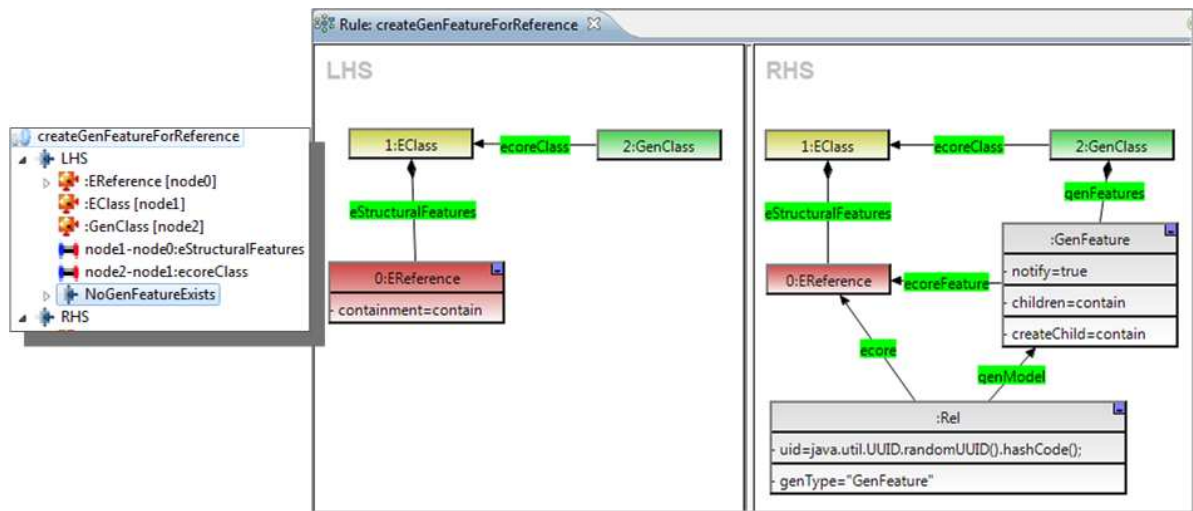 createGenFeatureForReference
LHS
:EReference [node0]
:EClass [node1]
:GenClass [node2]
node1-node0:eStructuralFeatures
node2-node1:ecoreClass
NoGenFeatureExists
RHS
Rule: createGenFeatureForReference
LHS
1:EClass
ecoreClass
2:GenClass
eStructuralFeatures
0:EReference
- containment=contain
RHS
1:EClass
ecoreClass
2:GenClass
genFeatures
eStructuralFeatures
:GenFeature
- notify=true
- children=contain
- createChild=contain
0:EReference
ecoreFeature
ecore
genModel
:Rel
- uid=java.util.UUID.randomUUID().hashCode();
- genType="GenFeature"